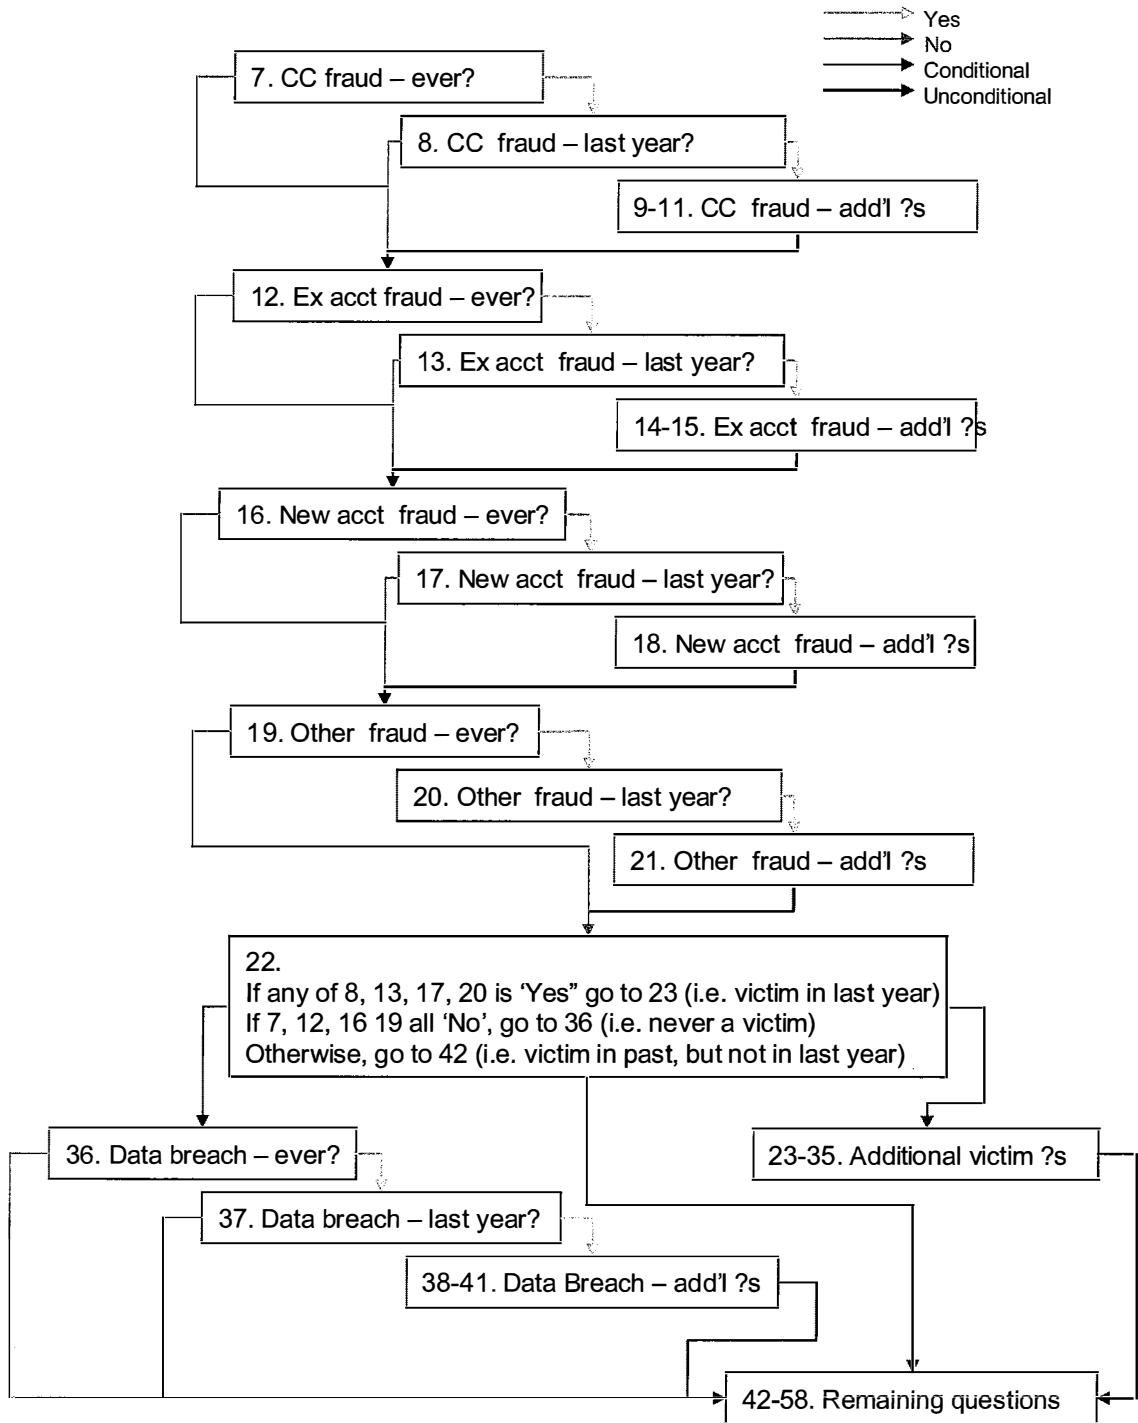 Yes
No
Conditional
Unconditional
7. CC fraud – ever?
8. CC fraud – last year?
9-11. CC fraud – add'l ?s
12. Ex acct fraud – ever?
13. Ex acct fraud – last year?
14-15. Ex acct fraud – add'l ?s
16. New acct fraud – ever?
17. New acct fraud – last year?
18. New acct fraud – add'l ?s
19. Other fraud – ever?
20. Other fraud – last year?
21. Other fraud – add'l ?s
22.
If any of 8, 13, 17, 20 is ‘Yes” go to 23 (i.e. victim in last year)
If 7, 12, 16 19 all ‘No’, go to 36 (i.e. never a victim)
Otherwise, go to 42 (i.e. victim in past, but not in last year)
36. Data breach – ever?
23-35. Additional victim ?s
37. Data breach – last year?
38-41. Data Breach – add'l ?s
42-58. Remaining questions